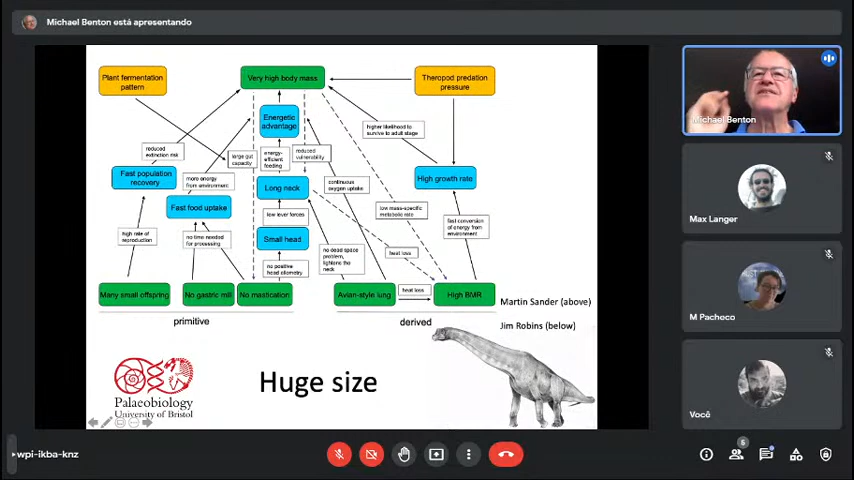 Michael Benton está apresentando
Plant fermentation
pattern
Very high body mass
Theropod predation
pressure
Energetic
advantage
higher likelihood to
survive to adult stage
reduced
extinction risk
large gut
capacity
energy-
efficient
feeding
reduced
vulnerability
Fast population
recovery
more energy
from environment
Long neck
continuous
oxygen uptake
High growth rate
Fast food uptake
low lever forces
low mass-specific
metabolic rate
high rate of
reproduction
no time needed
for processing
Small head
fast conversion
of energy from
environment
no dead space
problem,
lightens the
neck
heat loss
no positive
head allometry
Many small offspring
No gastric mill
No mastication
Avian-style lung
heat loss
High BMR
Martin Sander (above)
primitive
derived
Jim Robins (below)
Huge size
Palaeobiology
University of Bristol
Michael Benton
Max Langer
M Pacheco
Você
wpi-ikba-knz
6